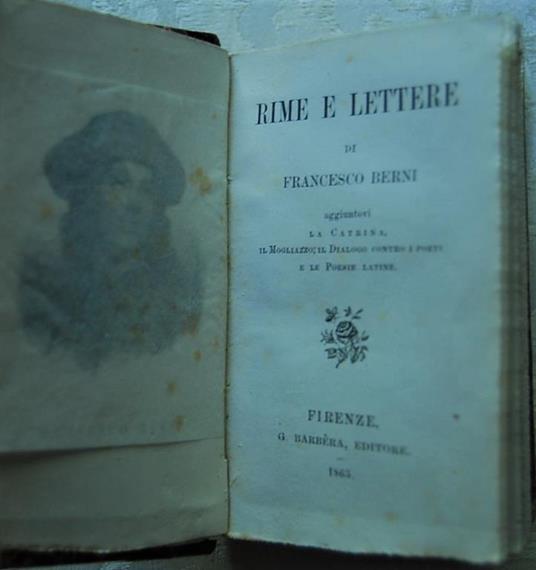 RIME E LETTERE
DI
FRANCESCO BERNI
aggiuntovi
LA CATRINA,
IL MOGLIAZZO, IL DIALOGO CONTRO I POETI
E LE POESIE LATINE.
FIRENZE,
G. BARBÈRA, EDITORE.
1865.